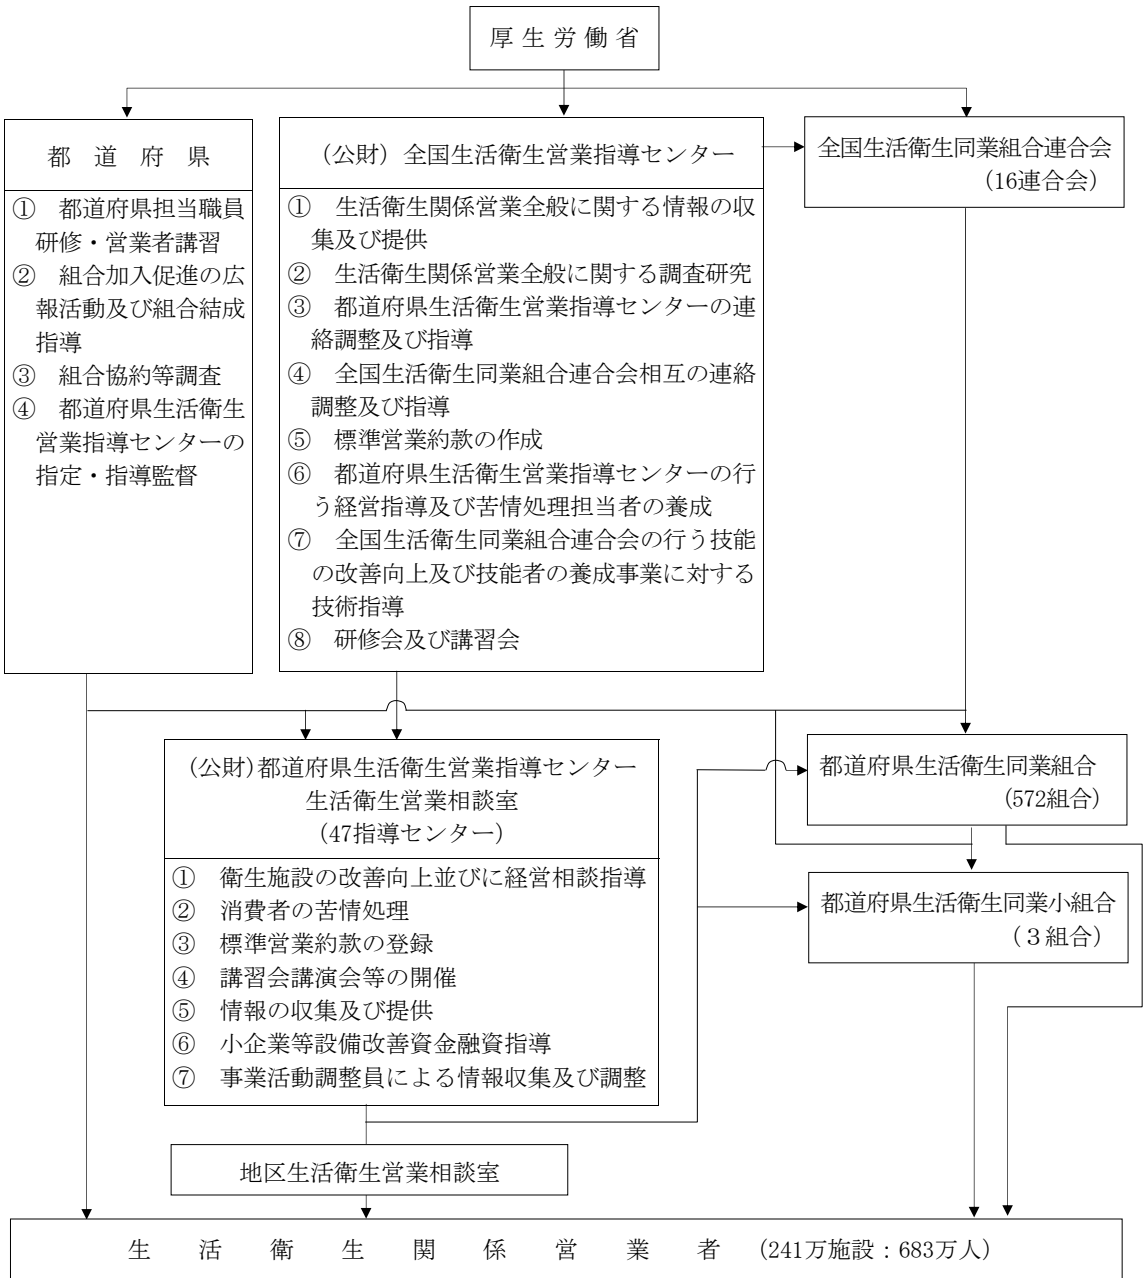 厚生労働省
都道府県
① 都道府県担当職員
研修・営業者講習
② 組合加入促進の広
報活動及び組合結成
指導
③ 組合協約等調査
④ 都道府県生活衛生
営業指導センターの
指定・指導監督
(公財) 全国生活衛生営業指導センター
① 生活衛生関係営業全般に関する情報の収
集及び提供
② 生活衛生関係営業全般に関する調査研究
③ 都道府県生活衛生営業指導センターの連
絡調整及び指導
④ 全国生活衛生同業組合連合会相互の連絡
調整及び指導
⑤ 標準営業約款の作成
⑥ 都道府県生活衛生営業指導センターの行
う経営指導及び苦情処理担当者の養成
⑦ 全国生活衛生同業組合連合会の行う技能
の改善向上及び技能者の養成事業に対する
技術指導
⑧ 研修会及び講習会
全国生活衛生同業組合連合会
(16連合会)
(公財)都道府県生活衛生営業指導センター
生活衛生営業相談室
(47指導センター)
① 衛生施設の改善向上並びに経営相談指導
② 消費者の苦情処理
③ 標準営業約款の登録
④ 講習会講演会等の開催
⑤ 情報の収集及び提供
⑥ 小企業等設備改善資金融資指導
⑦ 事業活動調整員による情報収集及び調整
都道府県生活衛生同業組合
(572組合)
都道府県生活衛生同業小組合
(3組合)
地区生活衛生営業相談室
生活衛生関係営業者 (241万施設:683万人)